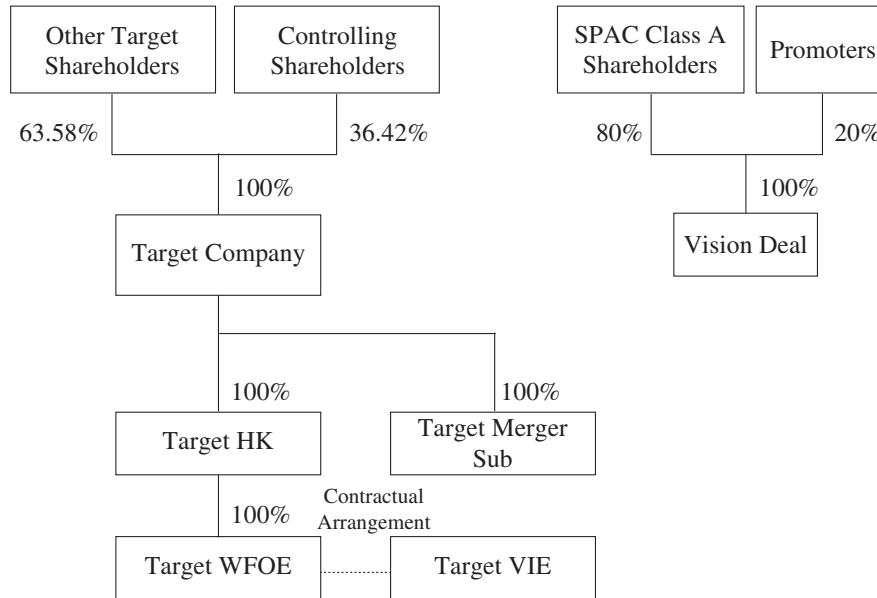 Other Target
Shareholders
Controlling
Shareholders
SPAC Class A
Shareholders
Promoters
63.58%
36.42%
80%
20%
100%
100%
Target Company
Vision Deal
100%
100%
Target HK
Target Merger
Sub
100%
Contractual
Arrangement
Target WFOE
Target VIE